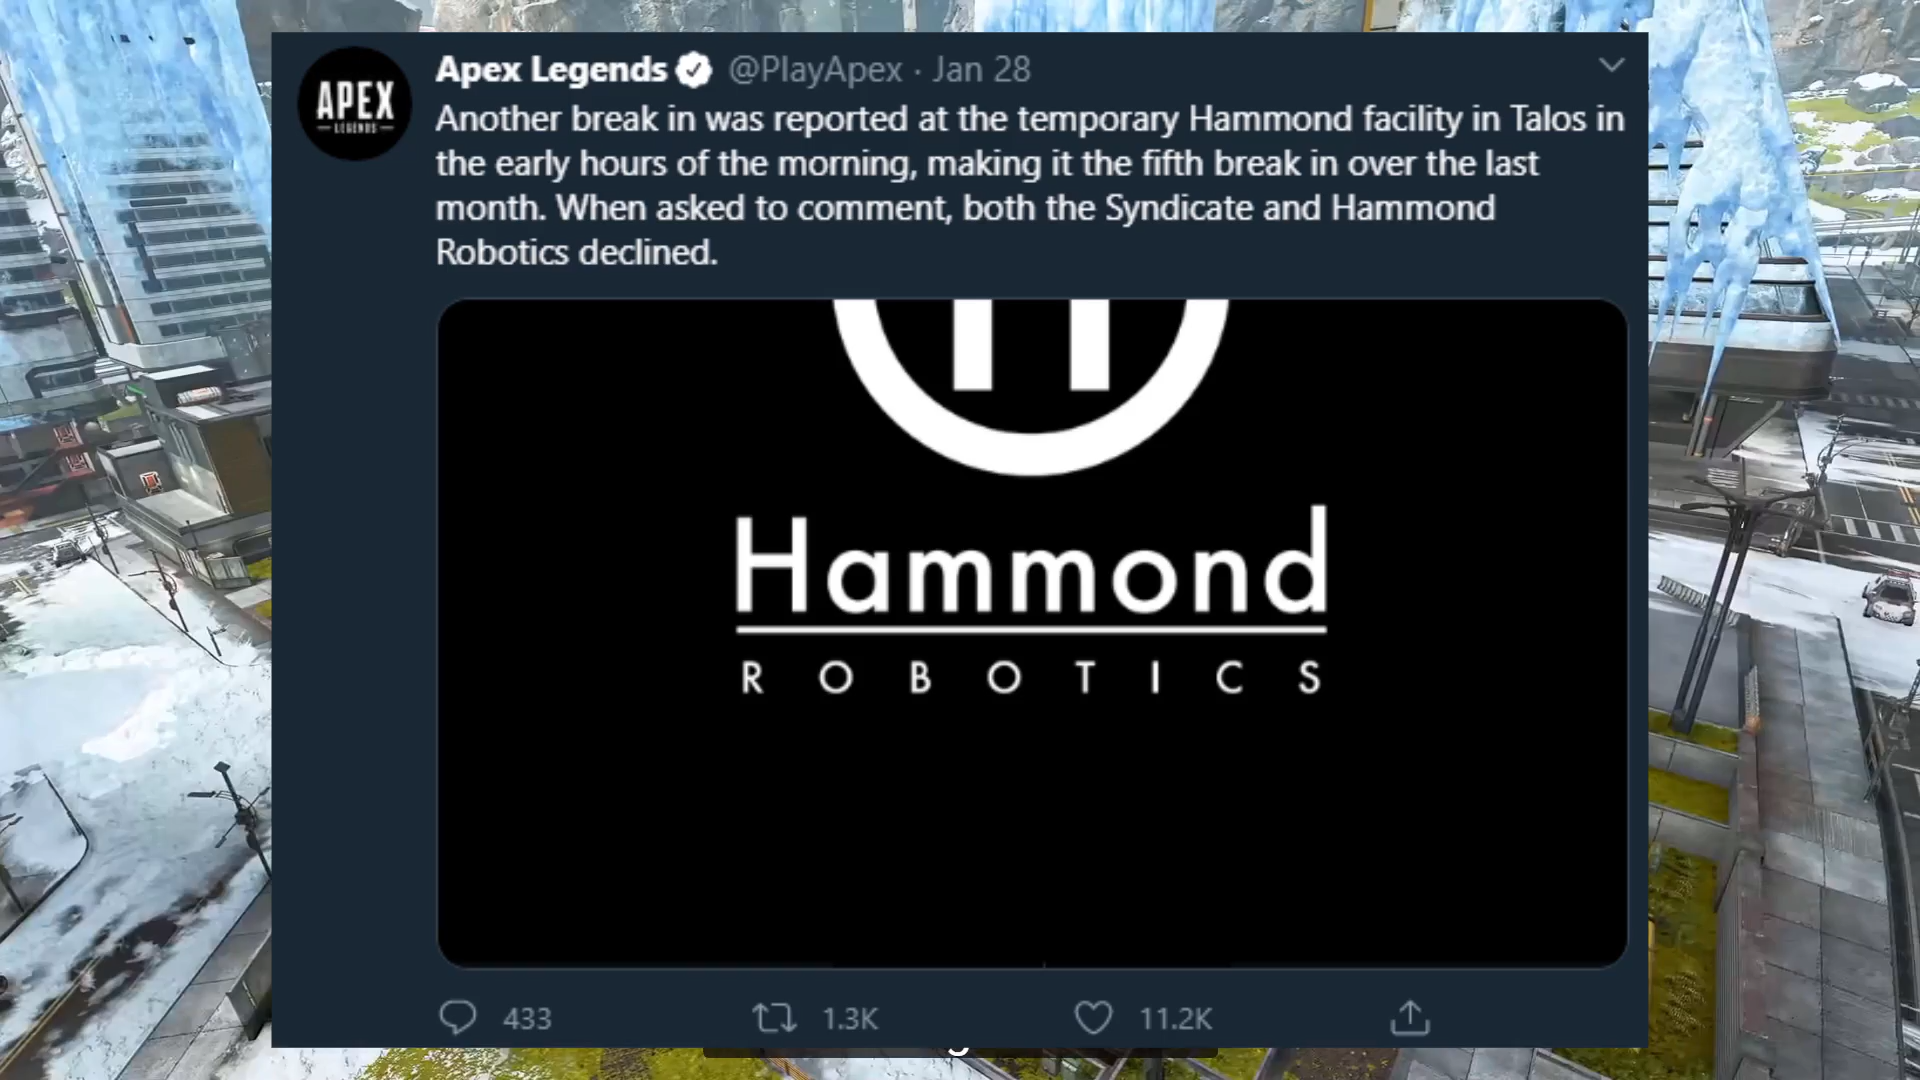 APEX
LEGENDS
Apex Legends @PlayApex · Jan 28
Another break in was reported at the temporary Hammond facility in Talos in
the early hours of the morning, making it the fifth break in over the last
month. When asked to comment, both the Syndicate and Hammond
Robotics declined.
Hammond
ROBOTICS
433 1.3K 11.2K